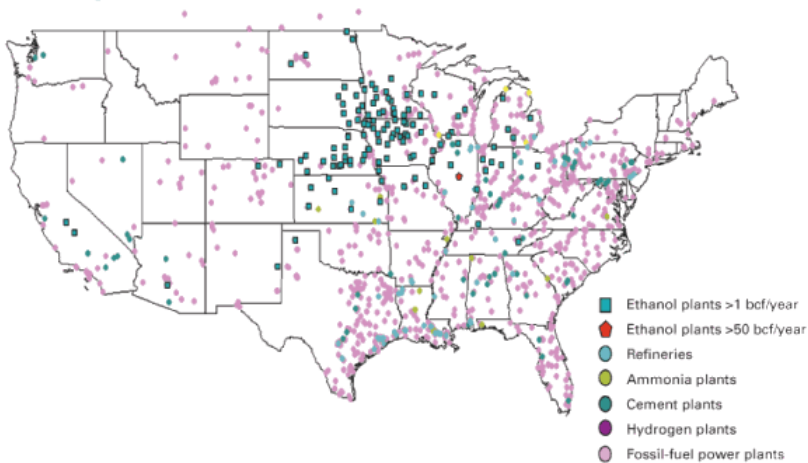 Ethanol plants >1 bcf/year
Ethanol plants >50 bcf/year
Refineries
Ammonia plants
Cement plants
Hydrogen plants
Fossil-fuel power plants